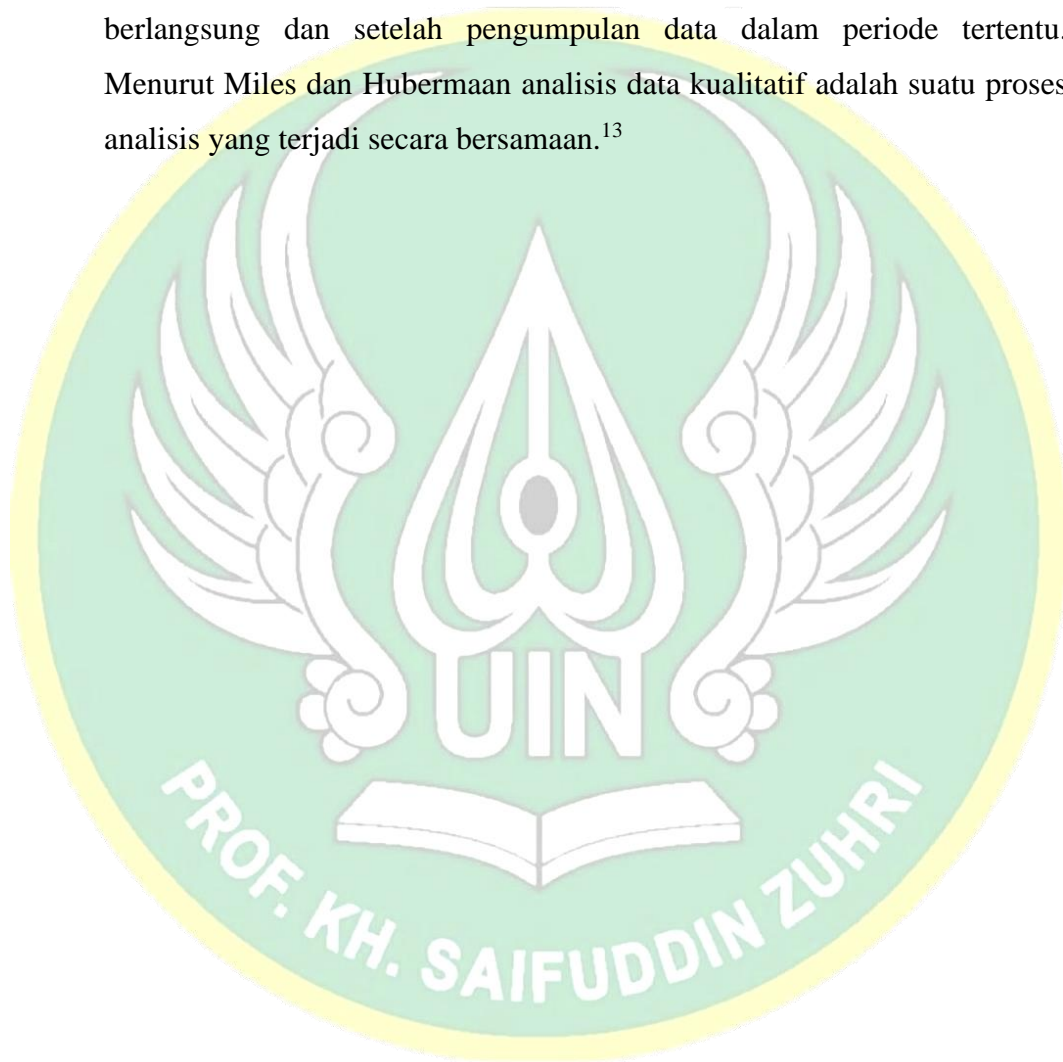 berlangsung dan setelah pengumpulan data dalam periode tertentu.
Menurut Miles dan Hubermaan analisis data kualitatif adalah suatu proses
analisis yang terjadi secara bersamaan.13
UIN
PROF. KH. SAIFUDDIN ZUHRI